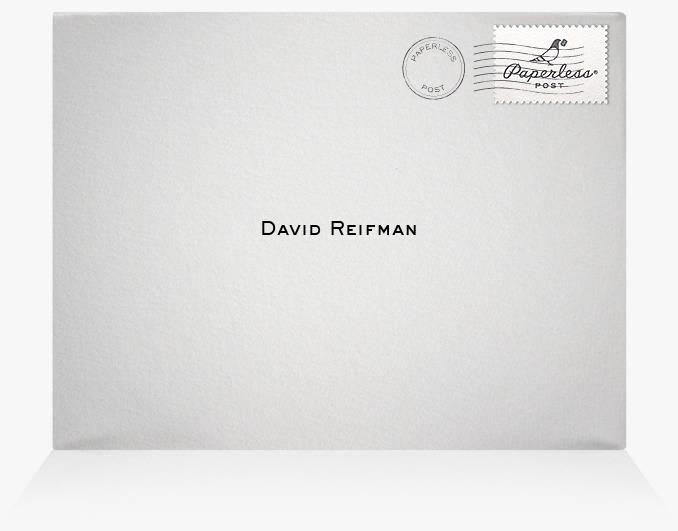 PAPERLESS
POST
Paperless®
POST
David Reifman